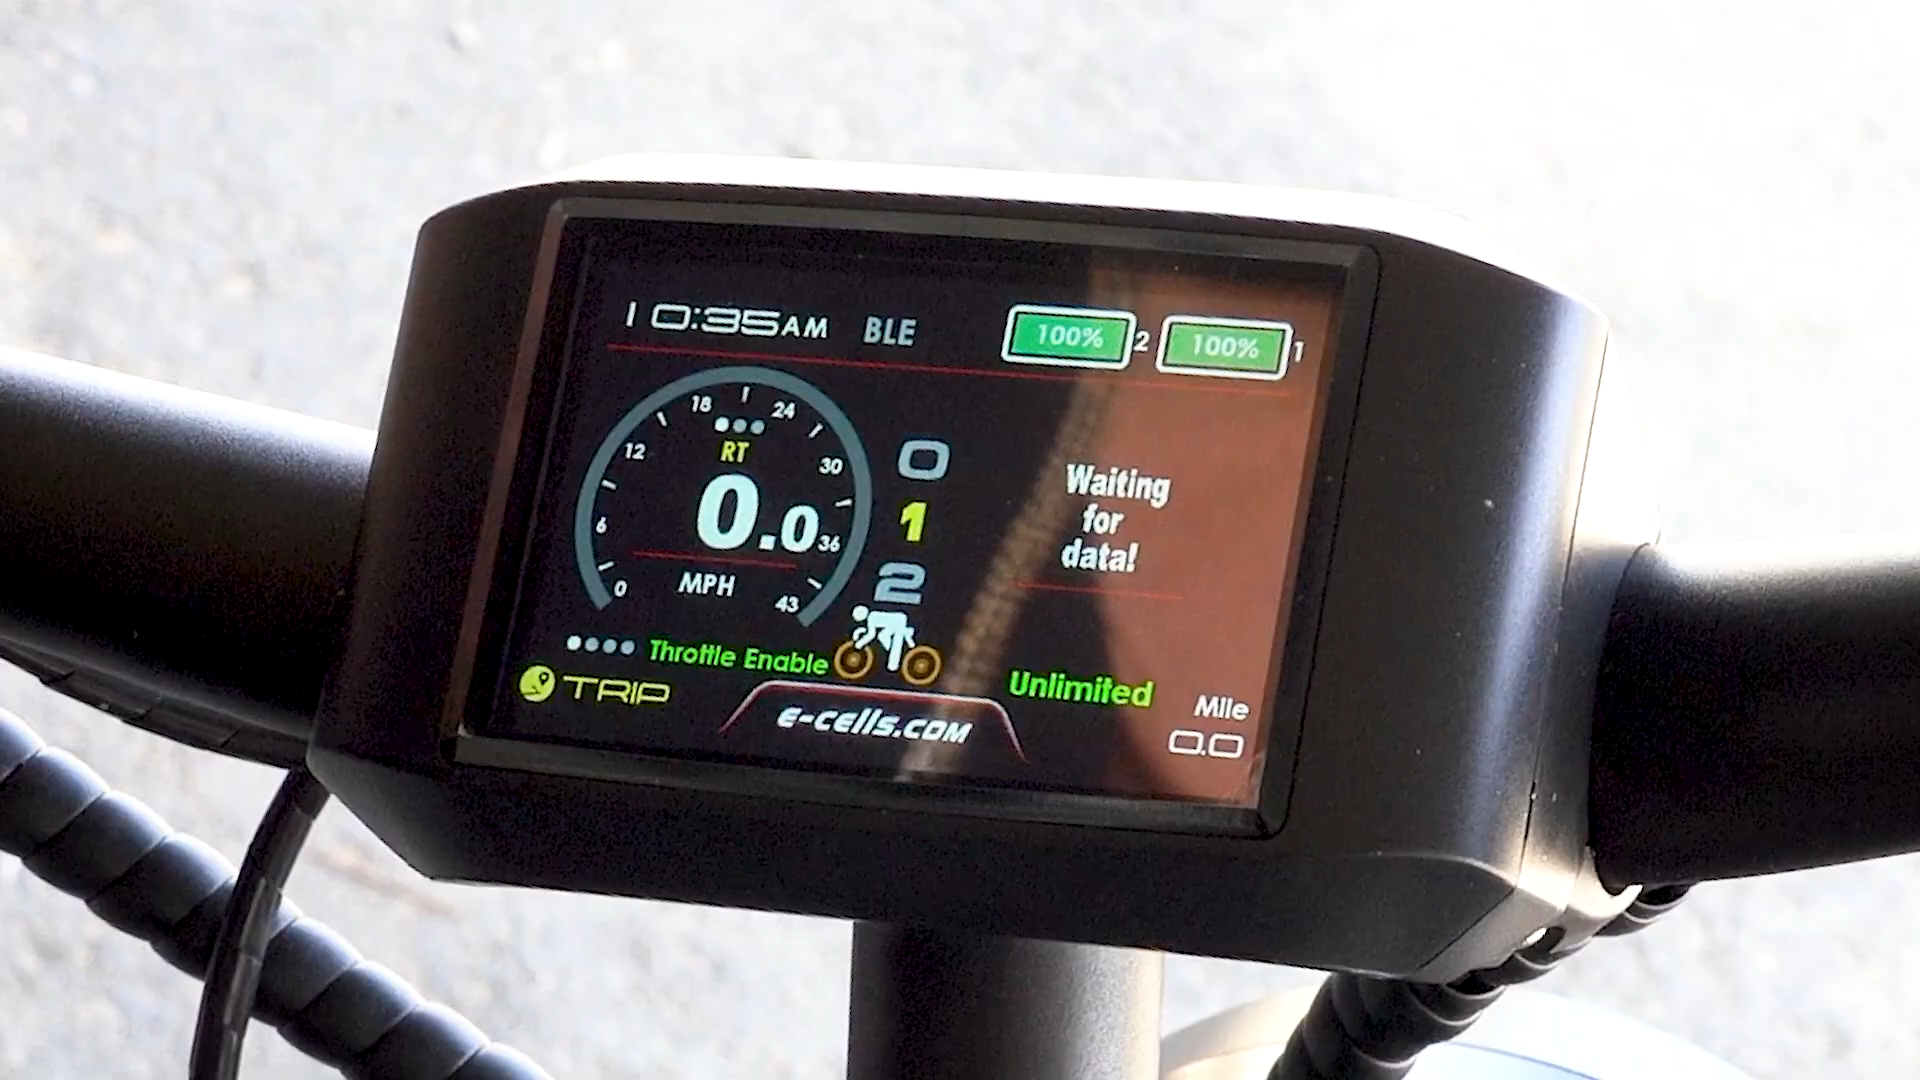 10:35AM BLE 100% 2 100% 1
18 24
12 RT 30
0.0
6 36
MPH
0 43
0
1
2
Waiting
for
data!
Throttle Enable
Unlimited
TRIP
e-cells.com
Mile
0.0